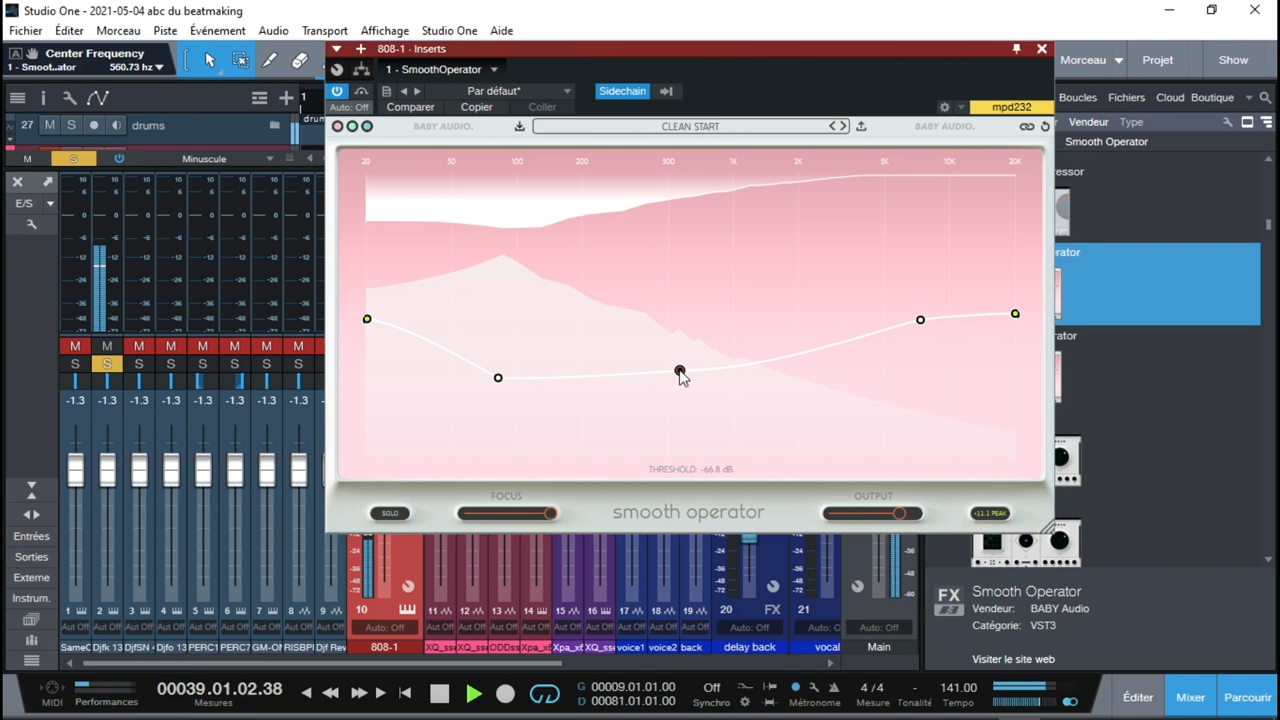 Studio One - 2021-05-04 abc du beatmaking
Fichier Éditer Morceau Piste Événement Audio Transport Affichage Studio One Aide
A Center Frequency
1 - Smoot..ator 560.73 hz
808-1 - Inserts
Morceau Projet Show
1 - SmoothOperator
Par défaut*
Sidechain
Auto: Off Comparer Copier Coller
mpd232
Boucles Fichiers Cloud Boutique
Vendeur Type
Smooth Operator
27 M S drums
M S Minuscule
E/S
BABY AUDIO. CLEAN START BABY AUDIO.
20 50 100 200 500 1K 2K 5K 10K 20K
THRESHOLD: -66.8 dB
FOCUS OUTPUT
SOLO smooth operator -11.1 PEAK
M M M M M M M M
S S S S S S S S
-1.3 -1.3 -1.3 -1.3 -1.3 -1.3 -1.3 -1.3
Entrées
Sorties
Externe
Instrum.
1 2 3 4 5 6 7 8 9 10 11 12 13 14 15 16 17 18 19 20 FX 21
Auto: Off
808-1
voice1 voice2 back delay back vocal Main
FX Smooth Operator
Vendeur: BABY Audio
Catégorie: VST3
Visiter le site web
MIDI Performances
00039.01.02.38
Mesures
G 00009.01.01.00
D 00081.01.01.00
Off
Synchro
Métronome
4 / 4
Mesure
-
Tonalité
141.00
Tempo
Éditer Mixer Parcourir